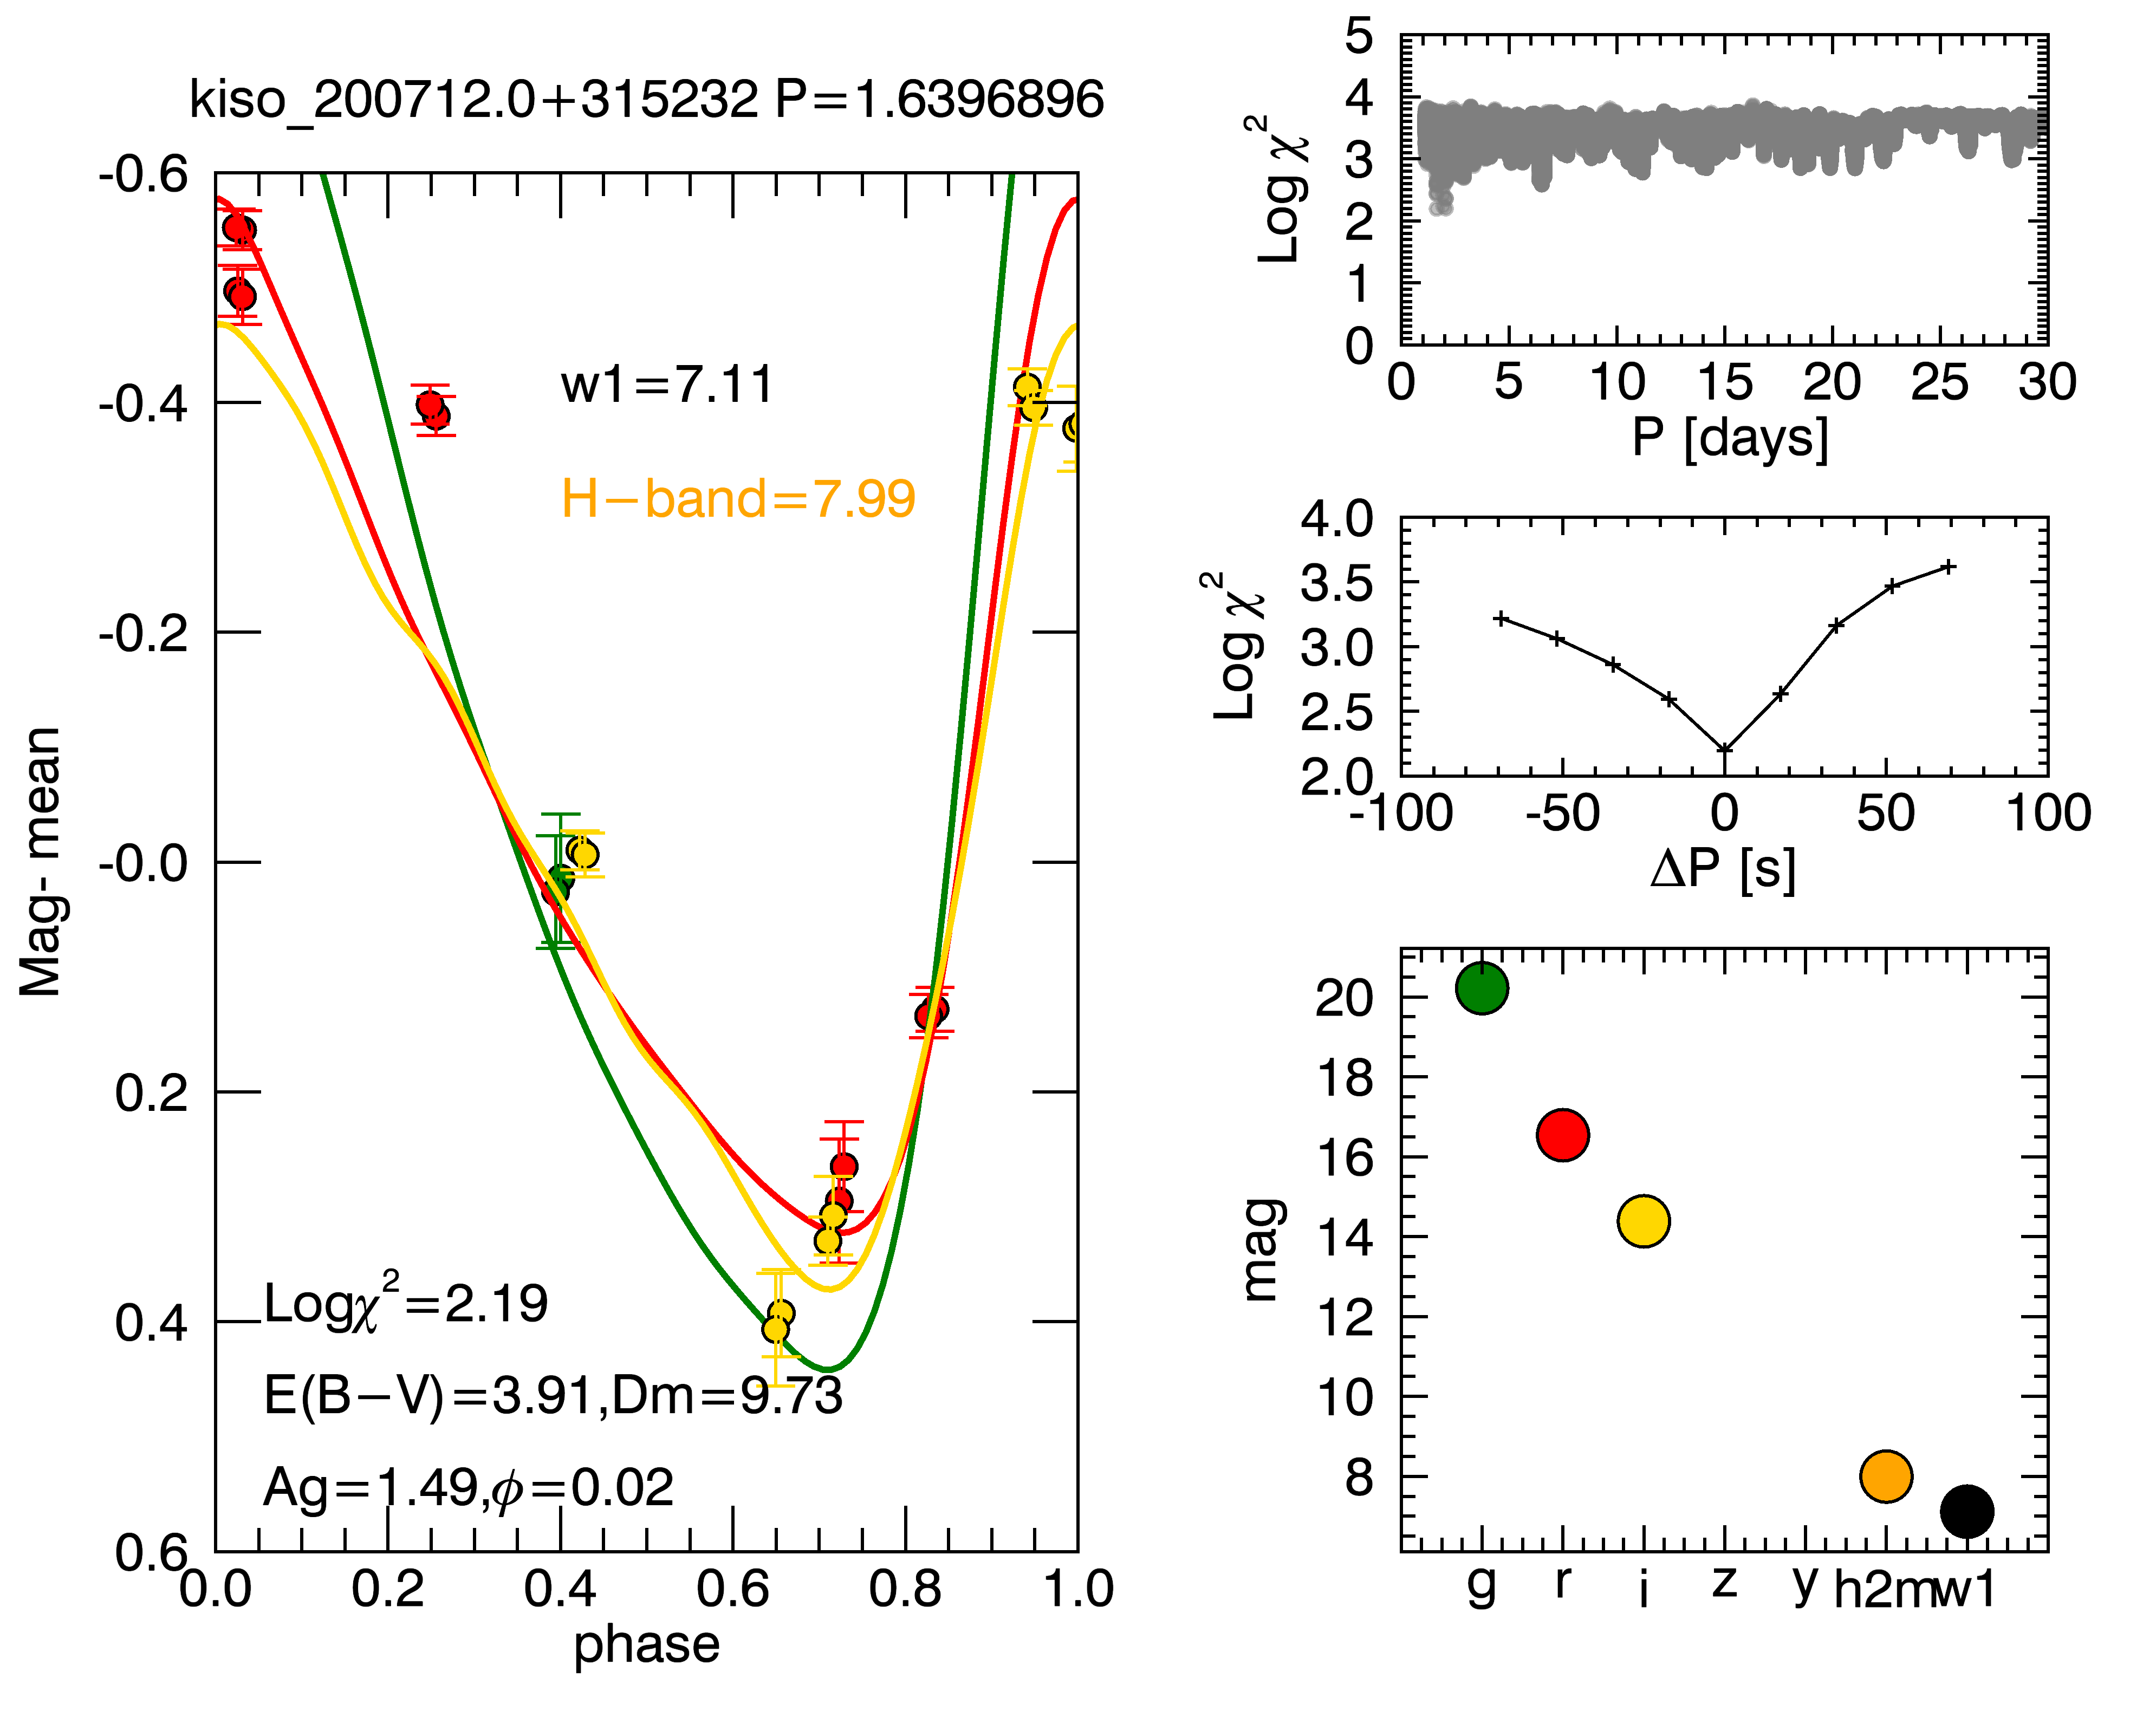 kiso_200712.0+315232 P=1.6396896
-0.6
-0.4
-0.2
-0.0
0.2
0.4
0.6
Mag- mean
w1=7.11
H−band=7.99
Logχ²=2.19
E(B−V)=3.91,Dm=9.73
Ag=1.49,ϕ=0.02
0.0 0.2 0.4 0.6 0.8 1.0
phase
5
4
3
2
1
0
Log χ²
0 5 10 15 20 25 30
P [days]
4.0
3.5
3.0
2.5
2.0
Log χ²
-100 -50 0 50 100
ΔP [s]
20
18
16
14
12
10
8
mag
g r i z y h2mw1